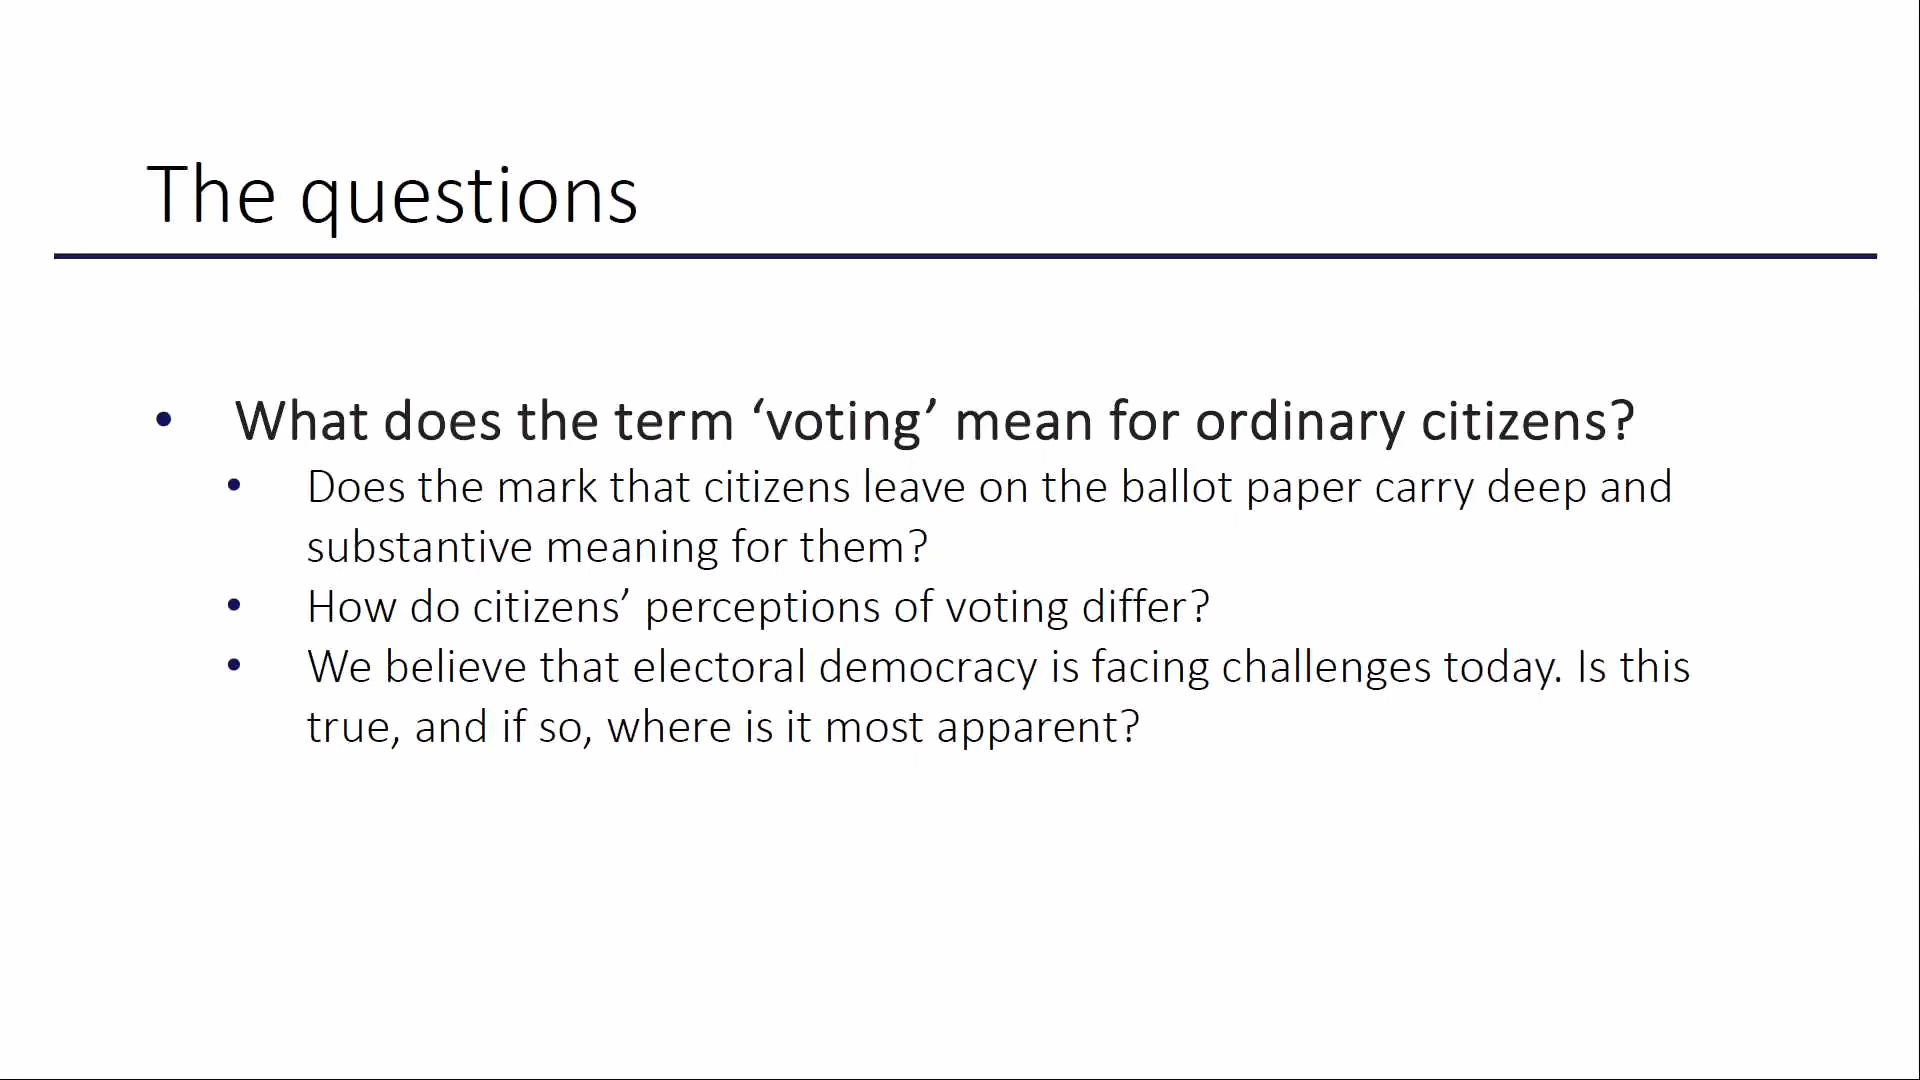 The questions
• What does the term ‘voting’ mean for ordinary citizens?
• Does the mark that citizens leave on the ballot paper carry deep and
substantive meaning for them?
• How do citizens’ perceptions of voting differ?
• We believe that electoral democracy is facing challenges today. Is this
true, and if so, where is it most apparent?